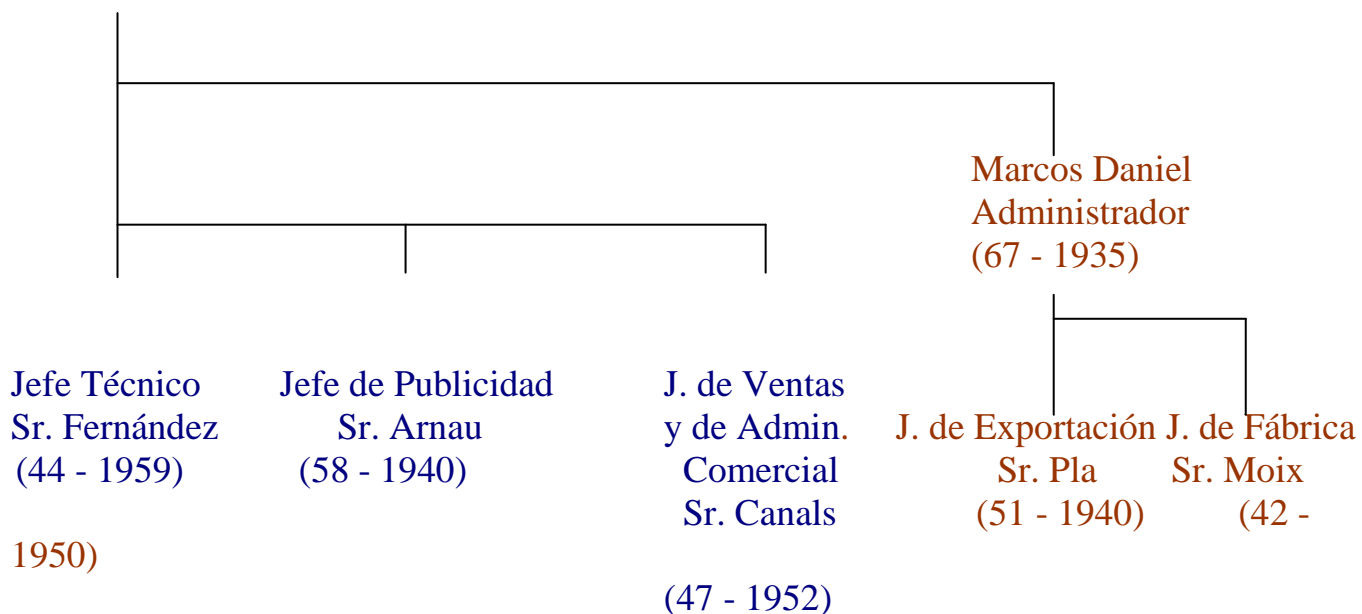 Marcos Daniel
Administrador
(67 - 1935)
Jefe Técnico
Sr. Fernández
(44 - 1959)
Jefe de Publicidad
Sr. Arnau
(58 - 1940)
J. de Ventas
y de Admin.
Comercial
Sr. Canals
(47 - 1952)
J. de Exportación
Sr. Pla
(51 - 1940)
J. de Fábrica
Sr. Moix
(42 -
1950)